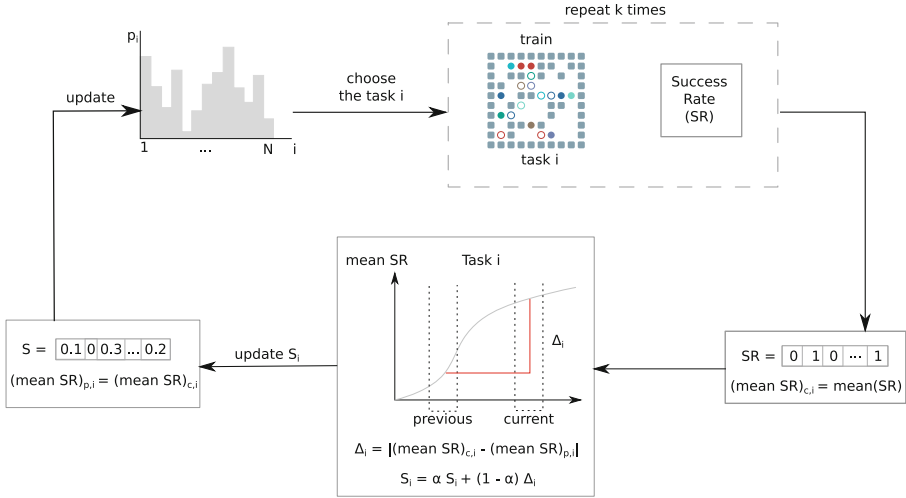 repeat k times
p_i
update
1 ... N i
choose
the task i
train
task i
Success
Rate
(SR)
mean SR Task i
Δ_i
previous current
Δ_i = |(mean SR)_c,i - (mean SR)_p,i|
S_i = α S_i + (1 - α) Δ_i
update S_i
S = 0.1 0 0.3 ... 0.2
(mean SR)_p,i = (mean SR)_c,i
SR = 0 1 0 ... 1
(mean SR)_c,i = mean(SR)